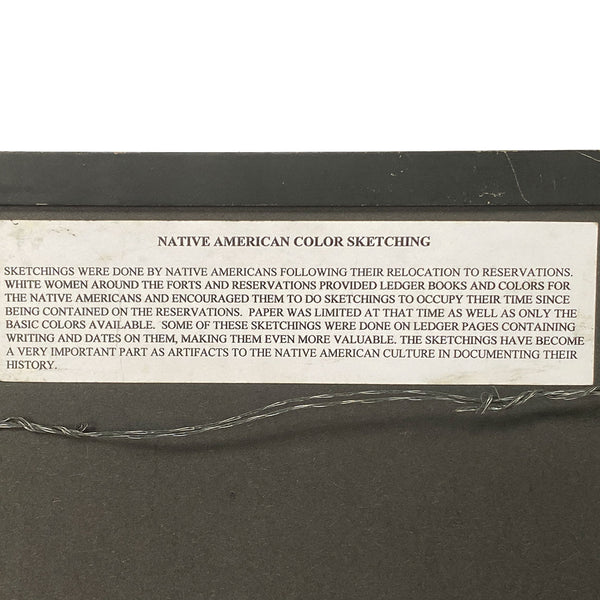 NATIVE AMERICAN COLOR SKETCHING
SKETCHINGS WERE DONE BY NATIVE AMERICANS FOLLOWING THEIR RELOCATION TO RESERVATIONS.
WHITE WOMEN AROUND THE FORTS AND RESERVATIONS PROVIDED LEDGER BOOKS AND COLORS FOR
THE NATIVE AMERICANS AND ENCOURAGED THEM TO DO SKETCHINGS TO OCCUPY THEIR TIME SINCE
BEING CONTAINED ON THE RESERVATIONS. PAPER WAS LIMITED AT THAT TIME AS WELL AS ONLY THE
BASIC COLORS AVAILABLE. SOME OF THESE SKETCHINGS WERE DONE ON LEDGER PAGES CONTAINING
WRITING AND DATES ON THEM, MAKING THEM EVEN MORE VALUABLE. THE SKETCHINGS HAVE BECOME
A VERY IMPORTANT PART AS ARTIFACTS TO THE NATIVE AMERICAN CULTURE IN DOCUMENTING THEIR
HISTORY.